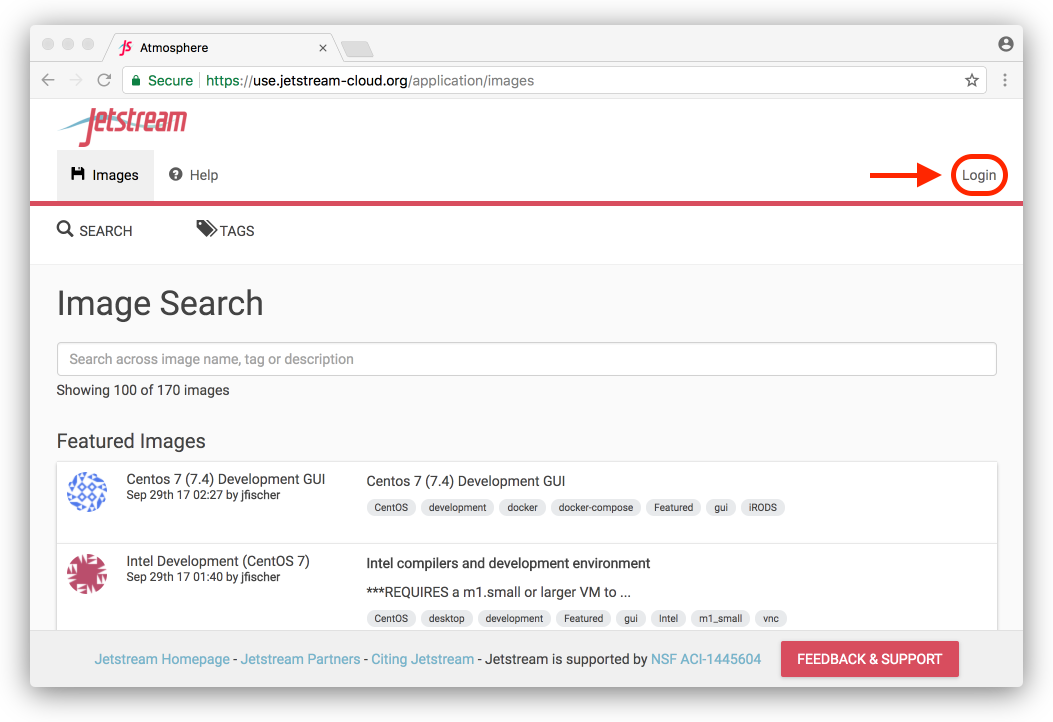 Atmosphere
Secure https://use.jetstream-cloud.org/application/images
Jetstream
Images Help Login
SEARCH TAGS
Image Search
Search across image name, tag or description
Showing 100 of 170 images
Featured Images
Centos 7 (7.4) Development GUI
Sep 29th 17 02:27 by jfischer
Centos 7 (7.4) Development GUI
CentOS development docker docker-compose Featured gui iRODS
Intel Development (CentOS 7)
Sep 29th 17 01:40 by jfischer
Intel compilers and development environment
***REQUIRES a m1.small or larger VM to ...
CentOS desktop development Featured gui Intel m1_small vnc
Jetstream Homepage - Jetstream Partners - Citing Jetstream - Jetstream is supported by NSF ACI-1445604 FEEDBACK & SUPPORT